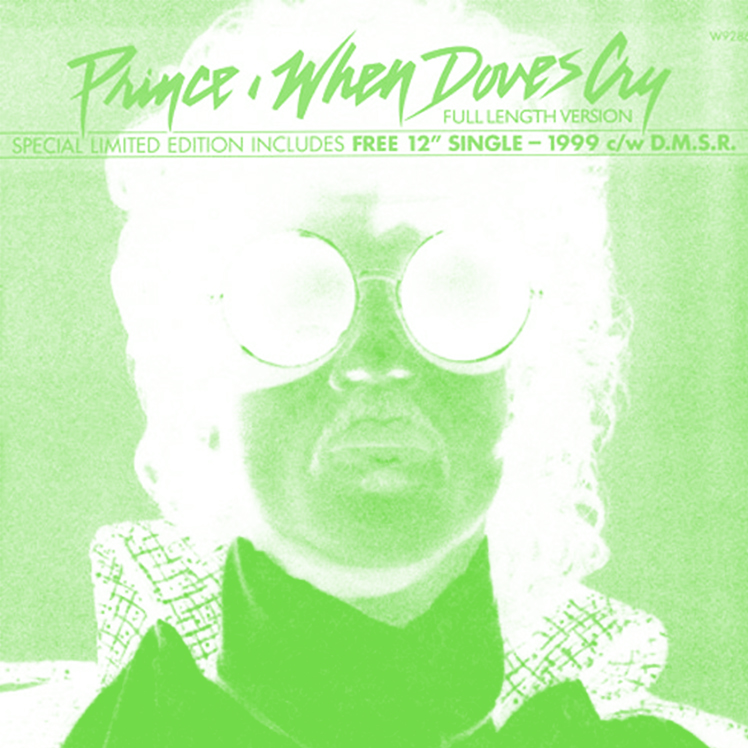 Prince · When Doves Cry
FULL LENGTH VERSION
SPECIAL LIMITED EDITION INCLUDES FREE 12" SINGLE – 1999 c/w D.M.S.R.